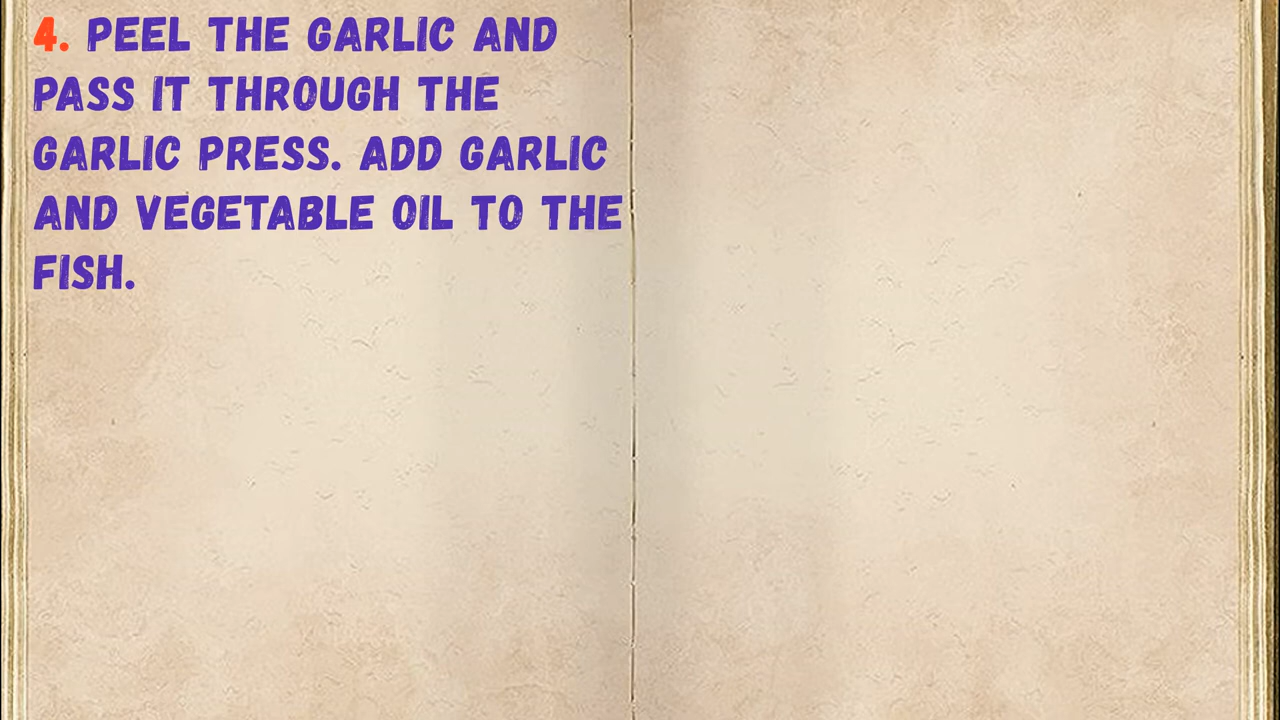 4. PEEL THE GARLIC AND
PASS IT THROUGH THE
GARLIC PRESS. ADD GARLIC
AND VEGETABLE OIL TO THE
FISH.